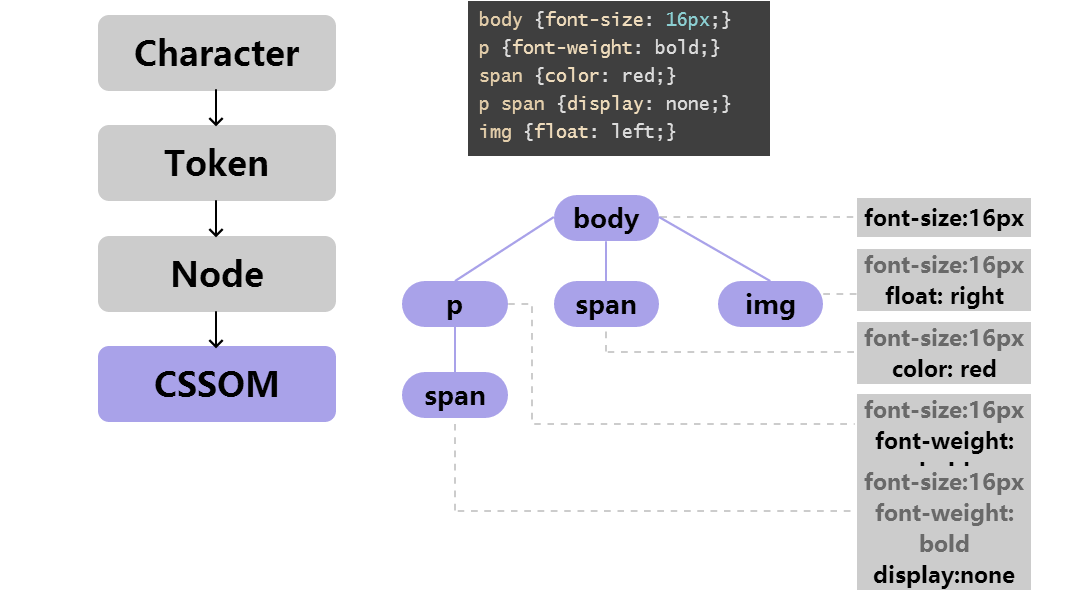 Character
Token
Node
CSSOM
body {font-size: 16px;}
p {font-weight: bold;}
span {color: red;}
p span {display: none;}
img {float: left;}
body
p
span
img
span
font-size:16px
font-size:16px
float: right
font-size:16px
color: red
font-size:16px
font-weight:
font-size:16px
font-weight:
bold
display:none